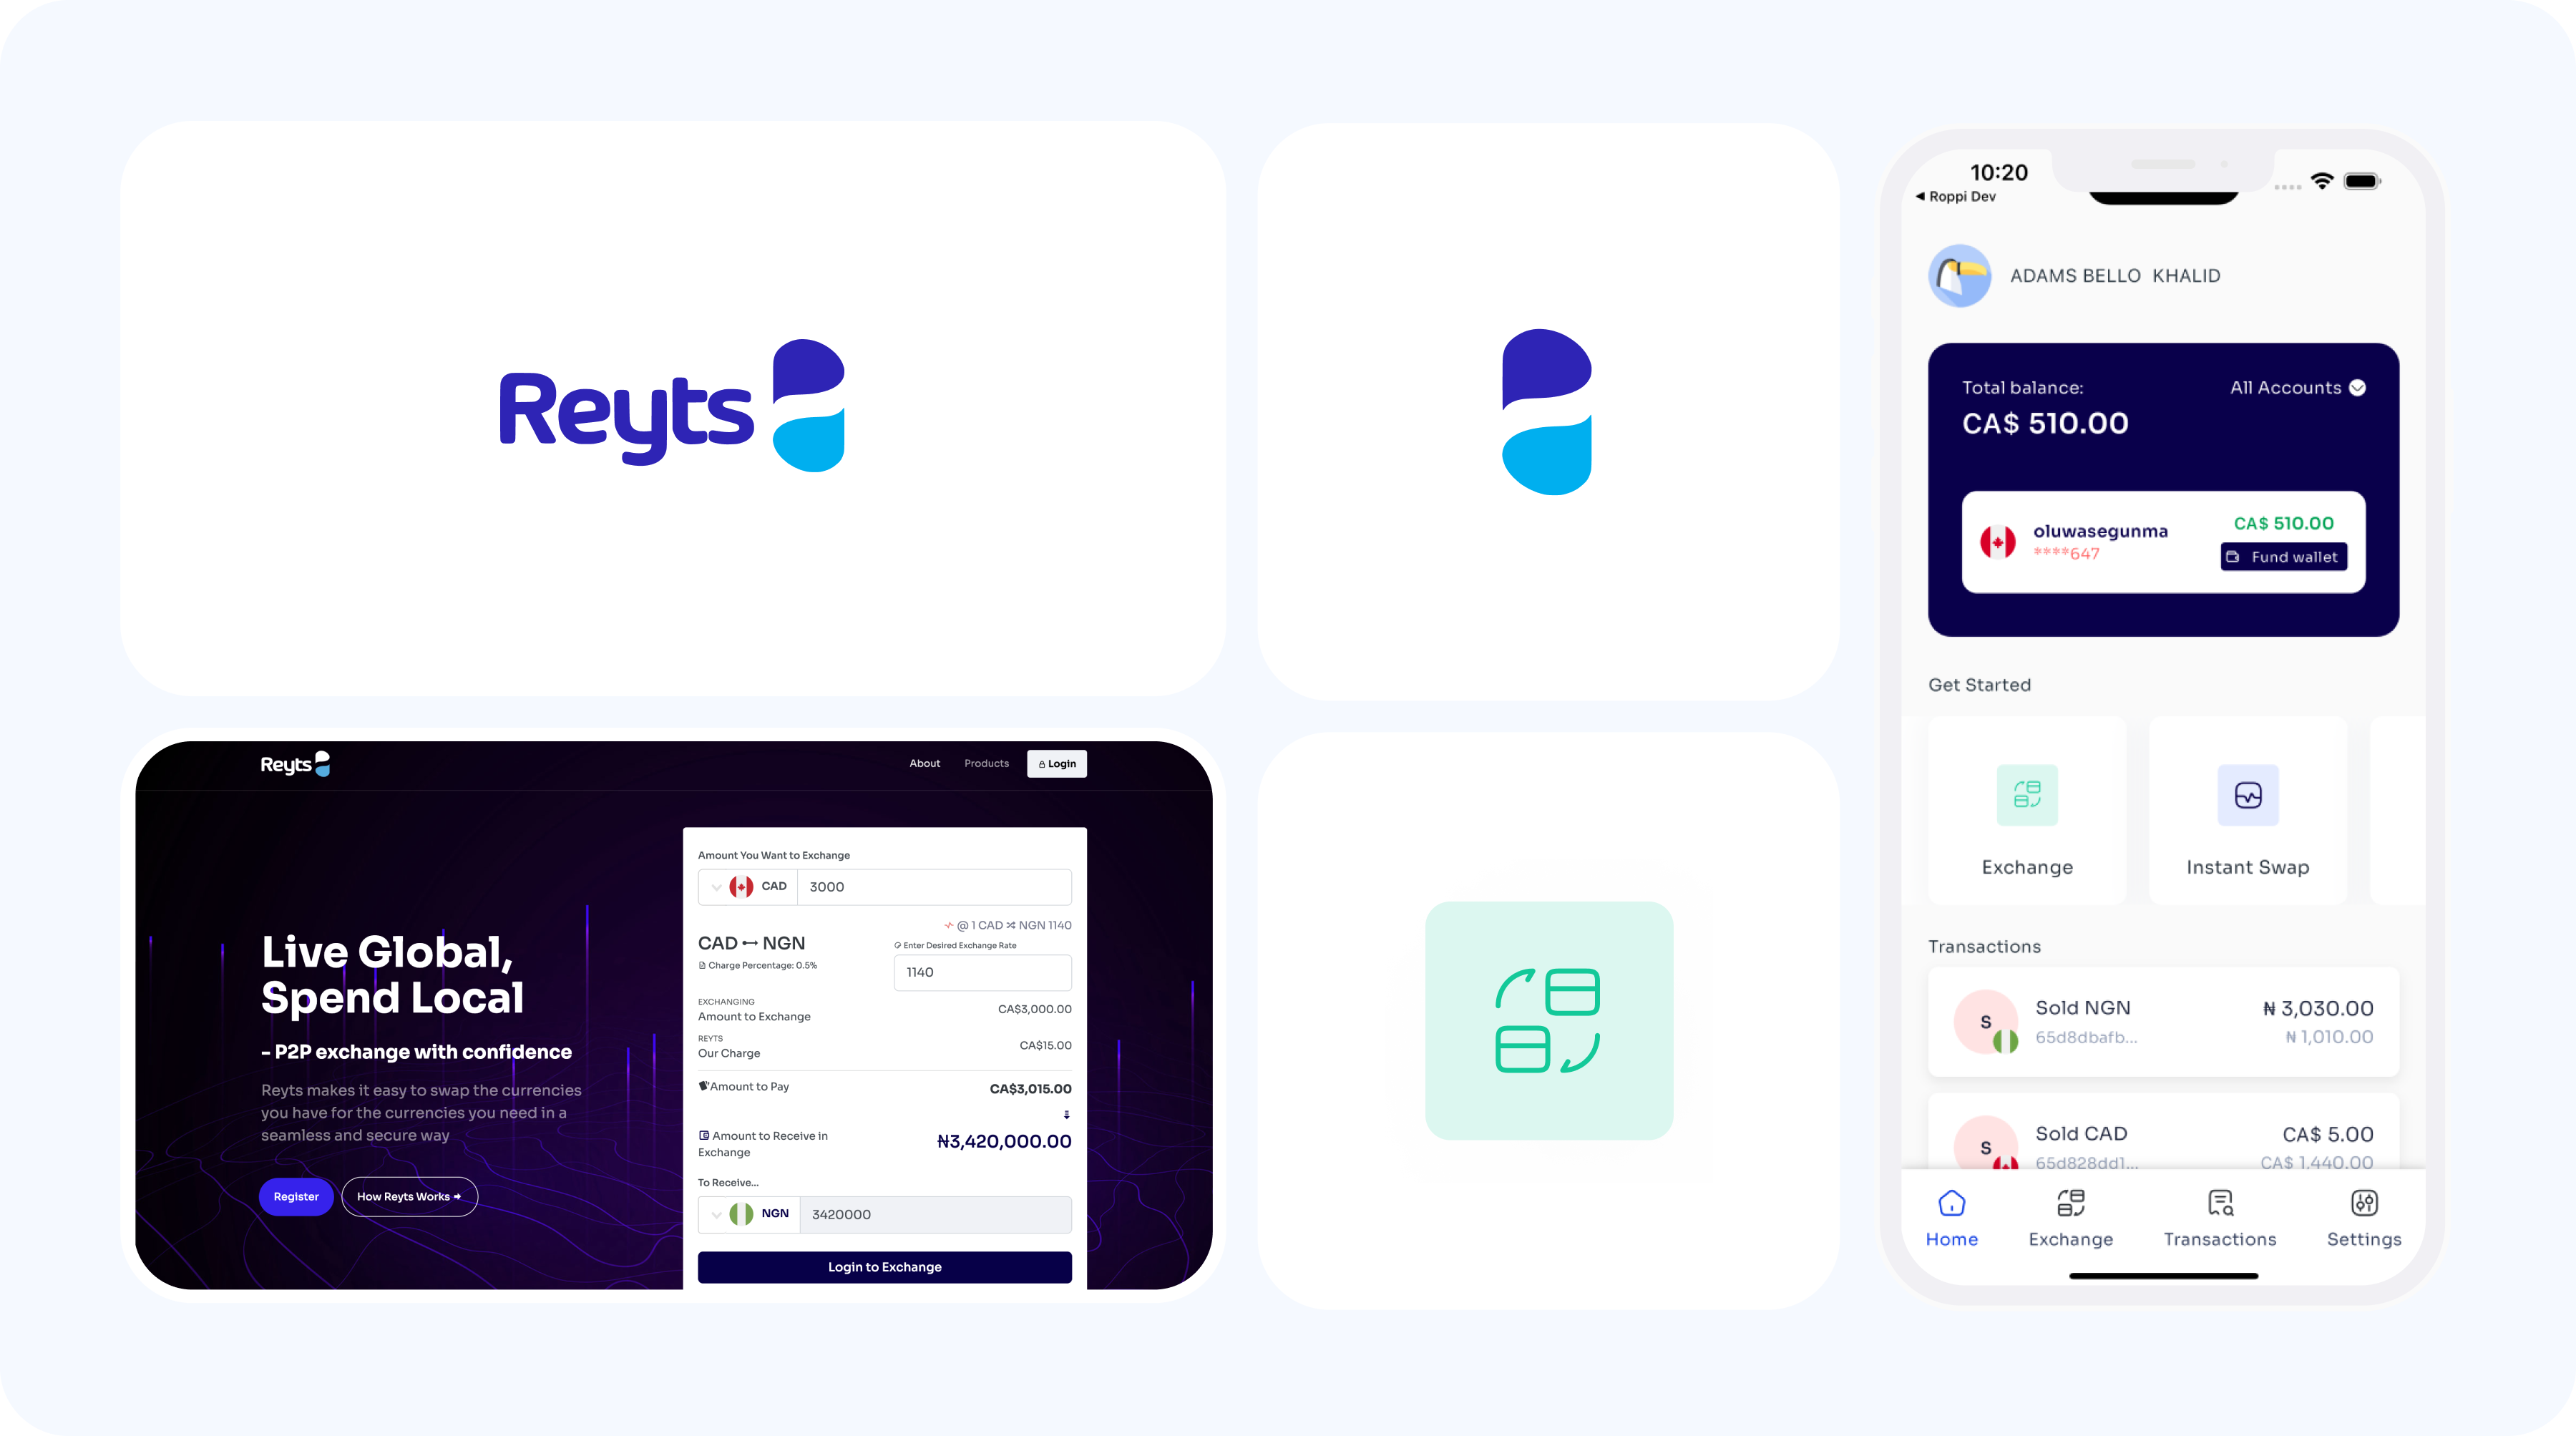 Reyts
Reyts
About
Products
Login
Live Global,
Spend Local
- P2P exchange with confidence
Reyts makes it easy to swap the currencies
you have for the currencies you need in a
seamless and secure way
Register
How Reyts Works
Amount You Want to Exchange
CAD
3000
@ 1 CAD NGN 1140
CAD NGN
Enter Desired Exchange Rate
Charge Percentage: 0.5%
1140
EXCHANGING
Amount to Exchange
CA$3,000.00
REYTS
Our Charge
CA$15.00
Amount to Pay
CA$3,015.00
Amount to Receive in
Exchange
₦3,420,000.00
To Receive...
NGN
3420000
Login to Exchange
10:20
◀ Roppi Dev
ADAMS BELLO KHALID
Total balance:
All Accounts
CA$ 510.00
oluwasegunma
****647
CA$ 510.00
Fund wallet
Get Started
Exchange
Instant Swap
Transactions
S
Sold NGN
65d8dbafb...
₦ 3,030.00
₦ 1,010.00
S
Sold CAD
65d828dd1...
CA$ 5.00
CA$ 1,440.00
Home
Exchange
Transactions
Settings